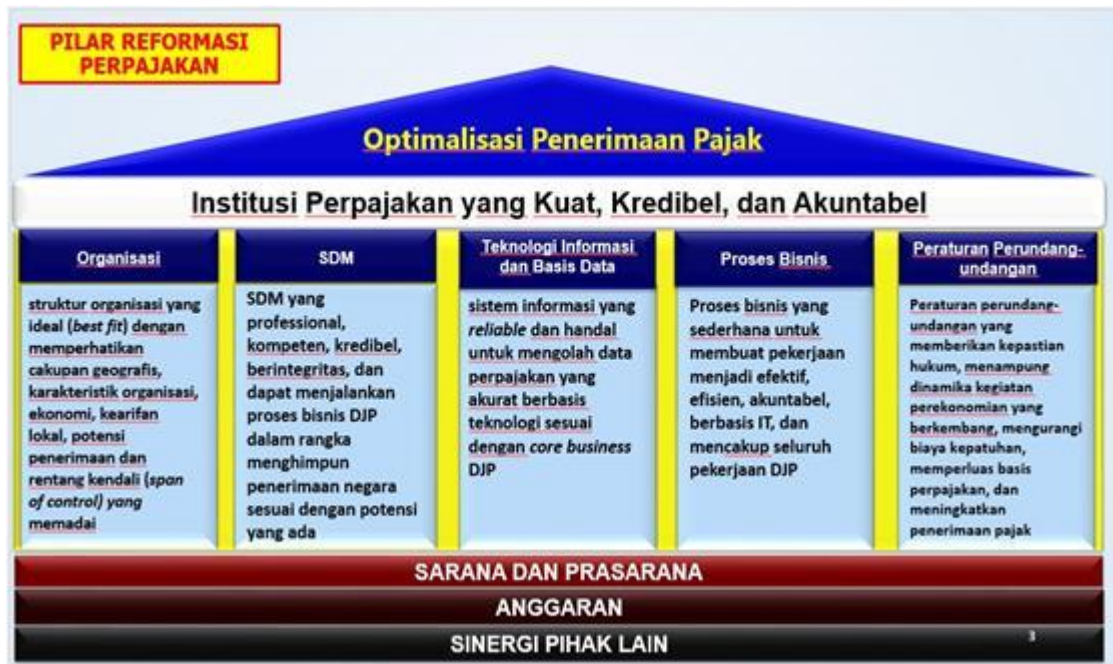 PILAR REFORMASI
PERPAJAKAN
Optimalisasi Penerimaan Pajak
Institusi Perpajakan yang Kuat, Kredibel, dan Akuntabel
Organisasi
struktur organisasi yang
ideal (best fit) dengan
memperhatikan
cakupan geografis,
karakteristik organisasi,
ekonomi, kearifan
lokal, potensi
penerimaan dan
rentang kendali (span
of control) yang
memadai
SDM
SDM yang
professional,
kompeten, kredibel,
berintegritas, dan
dapat menjalankan
proses bisnis DJP
dalam rangka
menghimpun
penerimaan negara
sesuai dengan potensi
yang ada
Teknologi Informasi
dan Basis Data
sistem informasi yang
reliable dan handal
untuk mengolah data
perpajakan yang
akurat berbasis
teknologi sesuai
dengan core business
DJP
Proses Bisnis
Proses bisnis yang
sederhana untuk
membuat pekerjaan
menjadi efektif,
efisien, akuntabel,
berbasis IT, dan
mencakup seluruh
pekerjaan DJP
Peraturan Perundang-
undangan
Peraturan perundang-
undangan yang
memberikan kepastian
hukum, menampung
dinamika kegiatan
perekonomian yang
berkembang, mengurangi
biaya kepatuhan,
memperluas basis
perpajakan, dan
meningkatkan
penerimaan pajak
SARANA DAN PRASARANA
ANGGARAN
SINERGI PIHAK LAIN
3